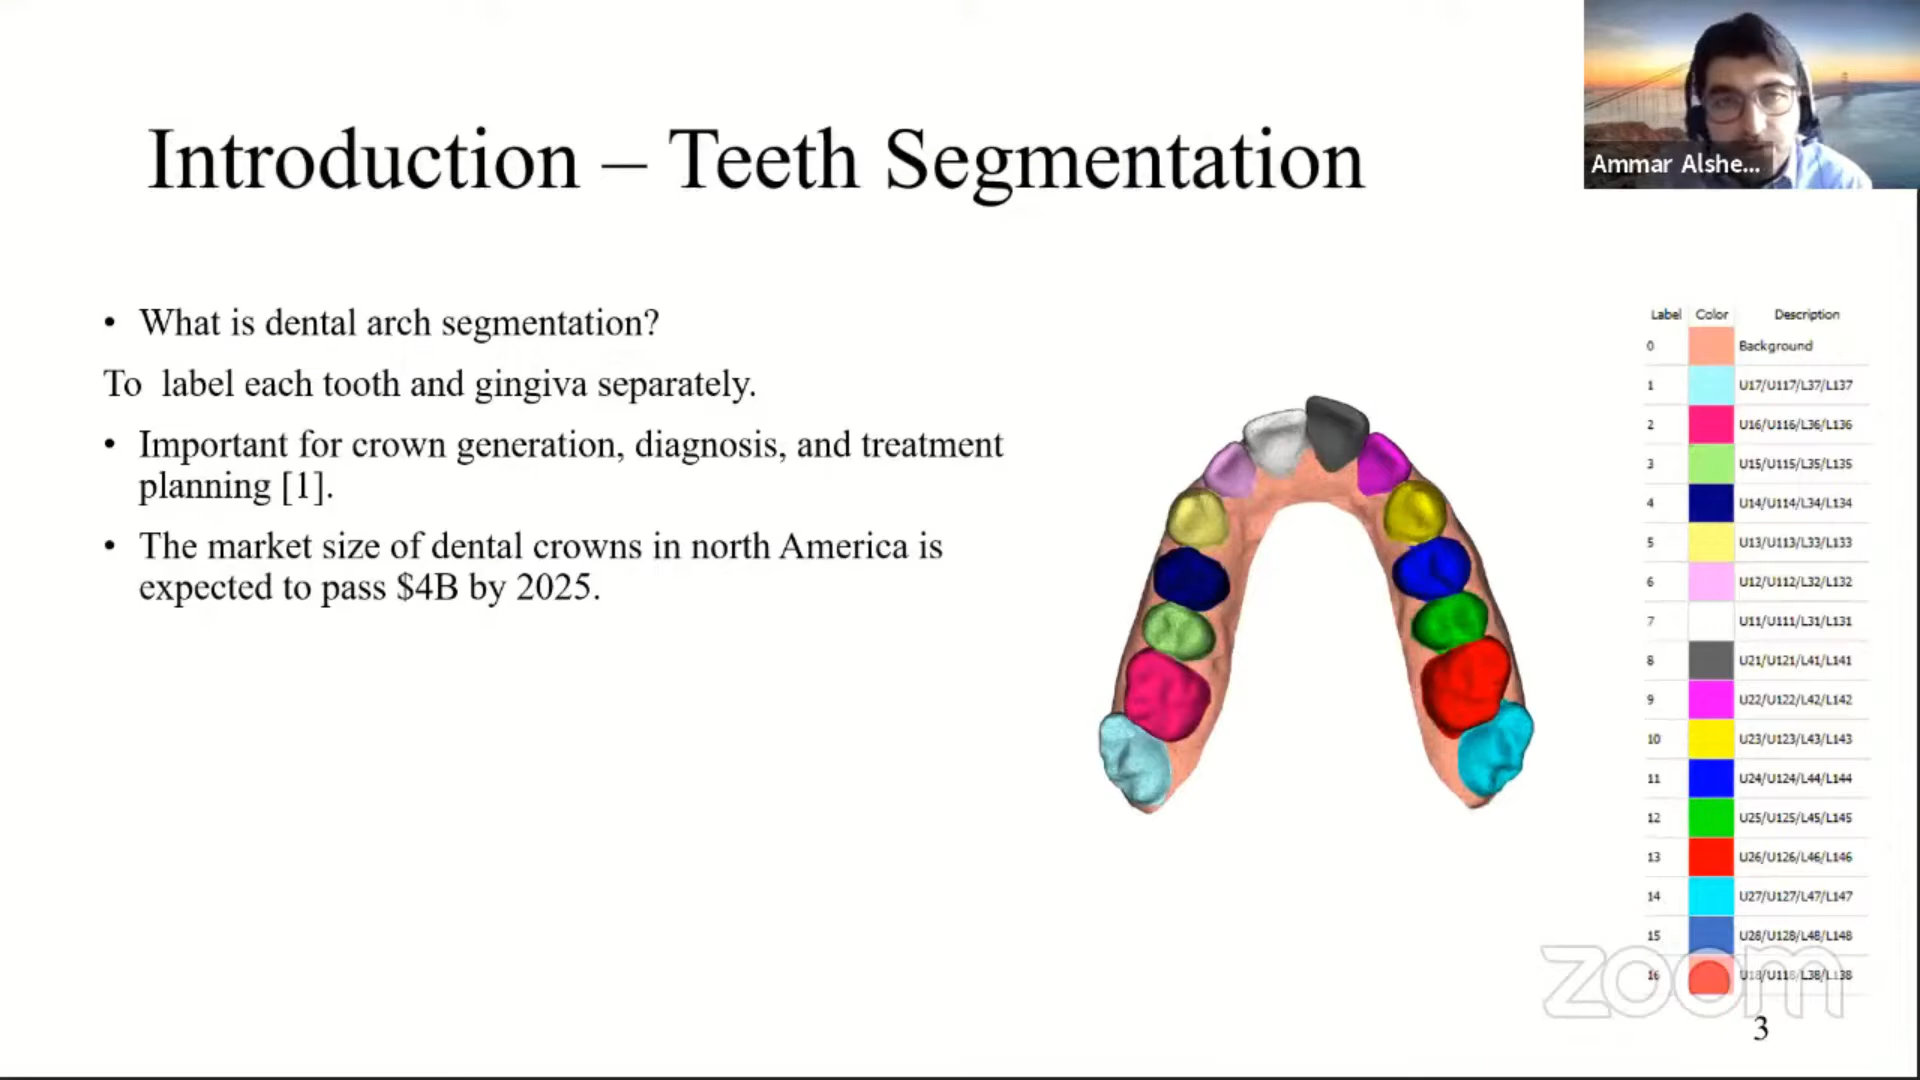 Introduction – Teeth Segmentation
Ammar Alshe...
• What is dental arch segmentation?
To label each tooth and gingiva separately.
• Important for crown generation, diagnosis, and treatment
planning [1].
• The market size of dental crowns in north America is
expected to pass $4B by 2025.
Label Color Description
0 Background
1 U17/U117/L37/L137
2 U16/U116/L36/L136
3 U15/U115/L35/L135
4 U14/U114/L34/L134
5 U13/U113/L33/L133
6 U12/U112/L32/L132
7 U11/U111/L31/L131
8 U21/U121/L41/L141
9 U22/U122/L42/L142
10 U23/U123/L43/L143
11 U24/U124/L44/L144
12 U25/U125/L45/L145
13 U26/U126/L46/L146
14 U27/U127/L47/L147
15 U28/U128/L48/L148
16 U18/U118/L38/L138
zoom
3